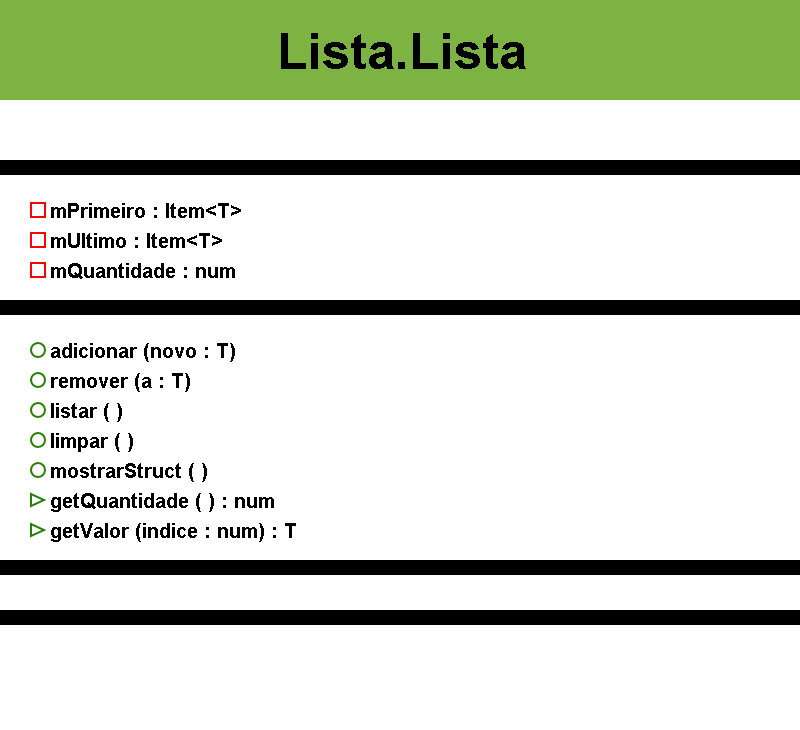 Lista.Lista
mPrimeiro : Item<T>
mUltimo : Item<T>
mQuantidade : num
adicionar (novo : T)
remover (a : T)
listar ( )
limpar ( )
mostrarStruct ( )
getQuantidade ( ) : num
getValor (indice : num) : T